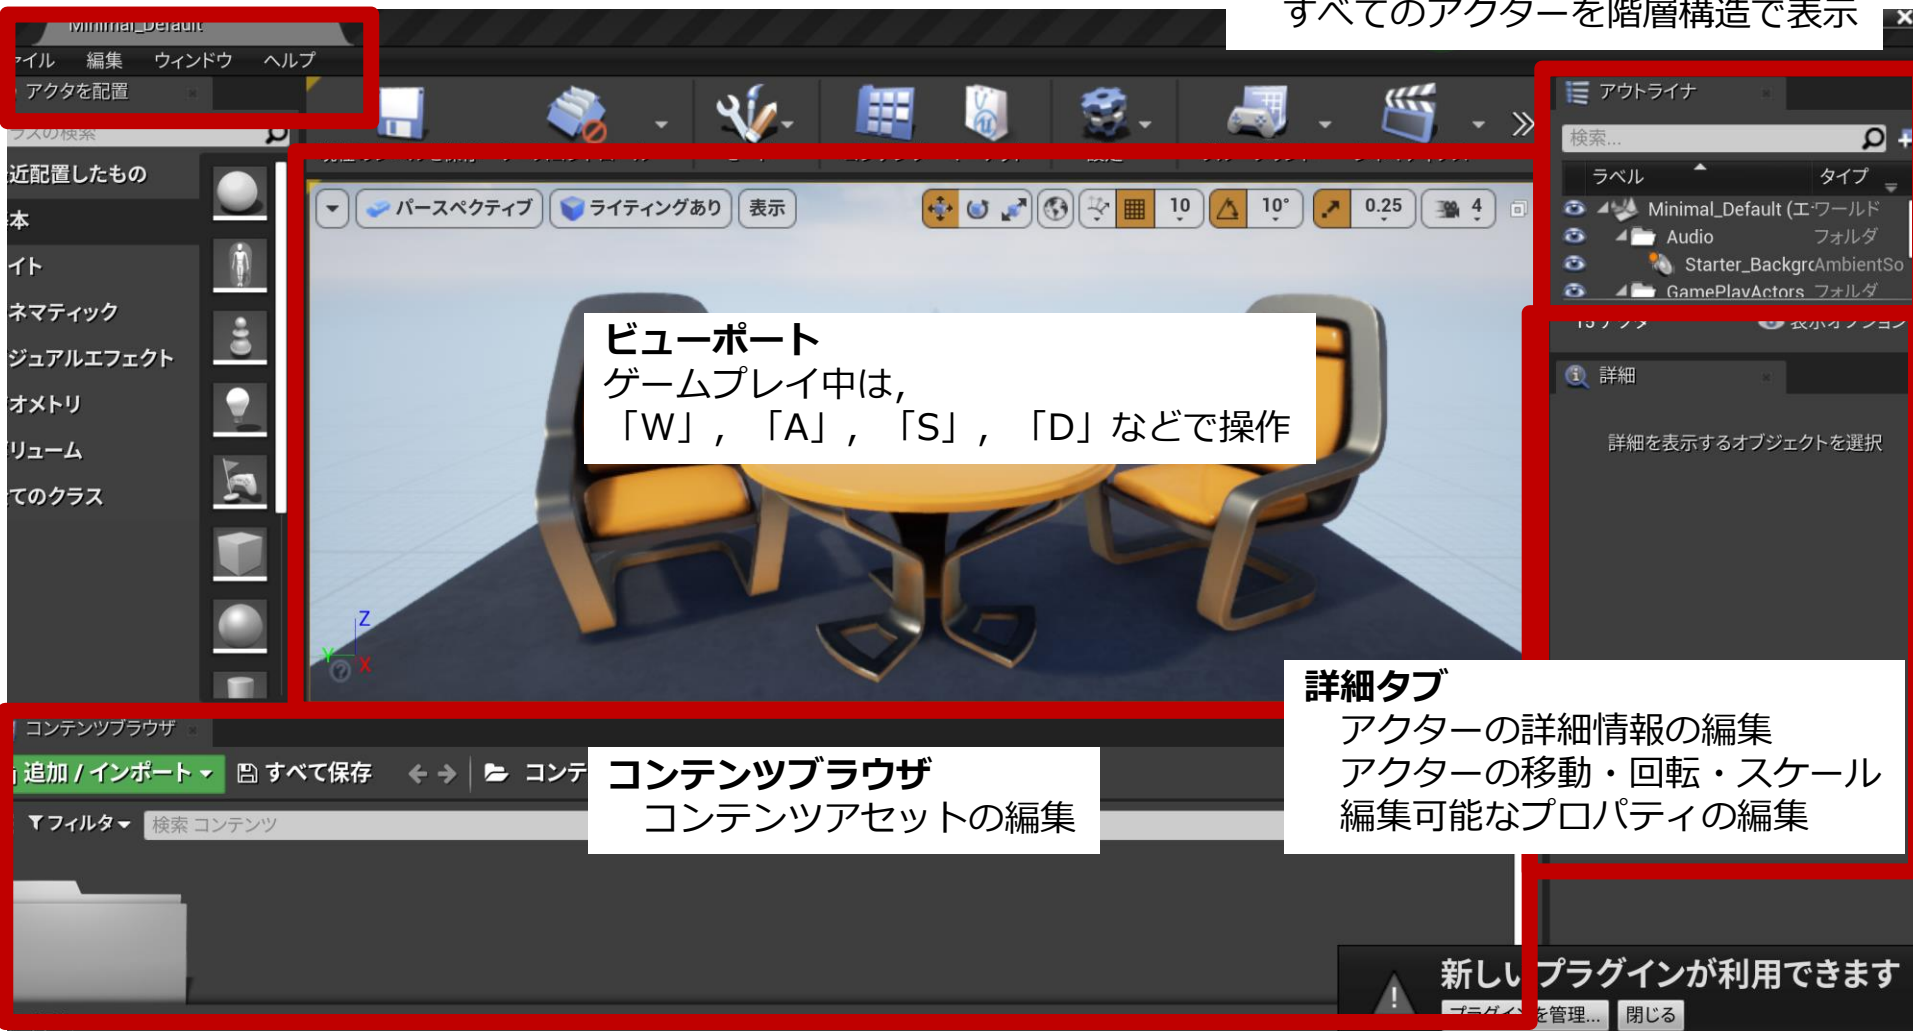 すべてのアクターを階層構造で表示
Minimal_Default
編集 ウィンドウ ヘルプ
アクタを配置
アウトライナ
検索...
ラベル タイプ
Minimal_Default (エ ワールド
Audio フォルダ
Starter_Backgr AmbientSo
GamePlayActors フォルダ
表示オプション
詳細
詳細を表示するオブジェクトを選択
近配置したもの
本
イト
ネマティック
ジュアルエフェクト
オメトリ
リューム
てのクラス
パースペクティブ ライティングあり 表示
10 10° 0.25 4
ビューポート
ゲームプレイ中は,
「W」, 「A」, 「S」, 「D」などで操作
Z
Y
X
詳細タブ
アクターの詳細情報の編集
アクターの移動・回転・スケール
編集可能なプロパティの編集
コンテンツブラウザ
追加 / インポート すべて保存 コンテ
フィルタ 検索 コンテンツ
コンテンツブラウザ
コンテンツアセットの編集
新しいプラグインが利用できます
プラグインを管理... 閉じる